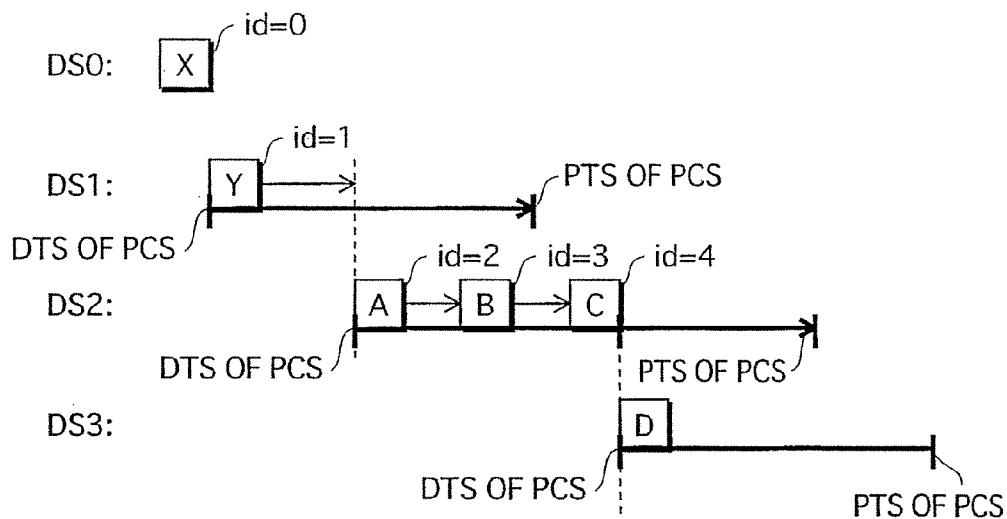 id=0
DS0: X
id=1
DS1: Y PTS OF PCS
DTS OF PCS
id=2 id=3 id=4
DS2: A B C
DTS OF PCS PTS OF PCS
DS3: D
DTS OF PCS PTS OF PCS